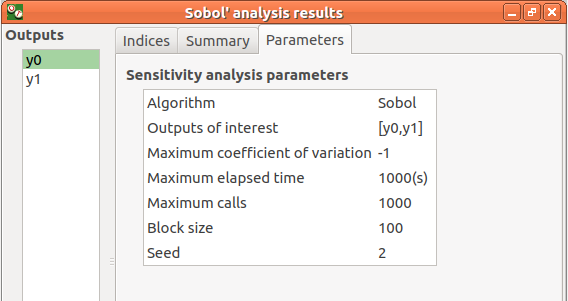 Sobol' analysis results
Outputs
y0
y1
Indices Summary Parameters
Sensitivity analysis parameters
Algorithm Sobol
Outputs of interest [y0,y1]
Maximum coefficient of variation -1
Maximum elapsed time 1000(s)
Maximum calls 1000
Block size 100
Seed 2